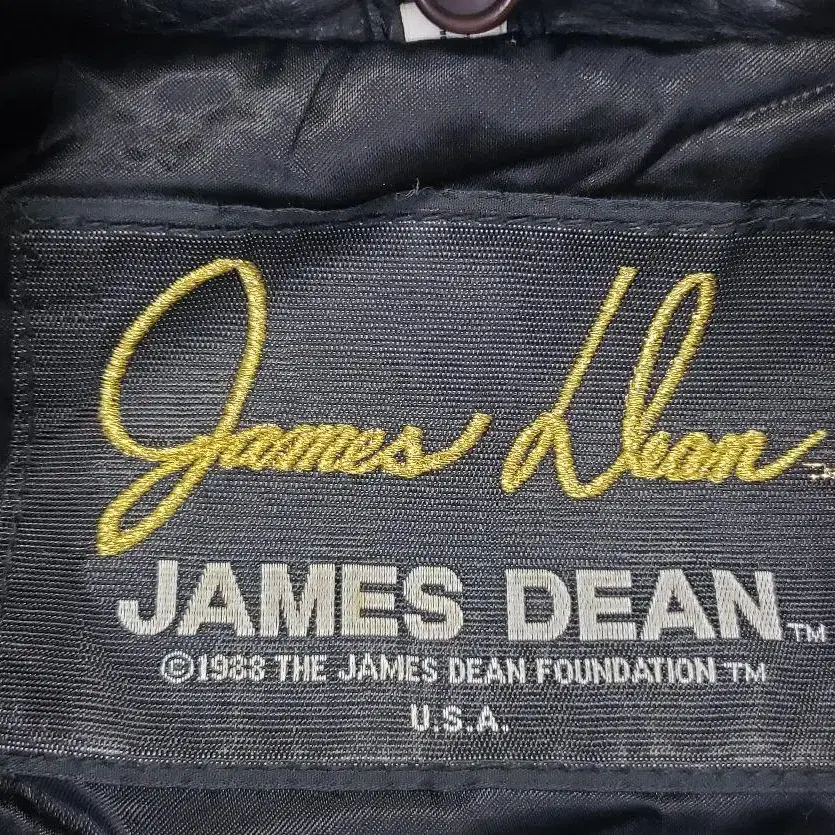 James Dean
JAMES DEAN™
©1988 THE JAMES DEAN FOUNDATION ™
U.S.A.